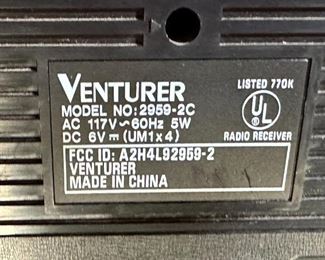 VENTURER
MODEL NO:2959-2C
AC 117V~60Hz 5W
DC 6V⎓(UM1x4)
LISTED 770K
UL
RADIO RECEIVER
FCC ID: A2H4L92959-2
VENTURER
MADE IN CHINA